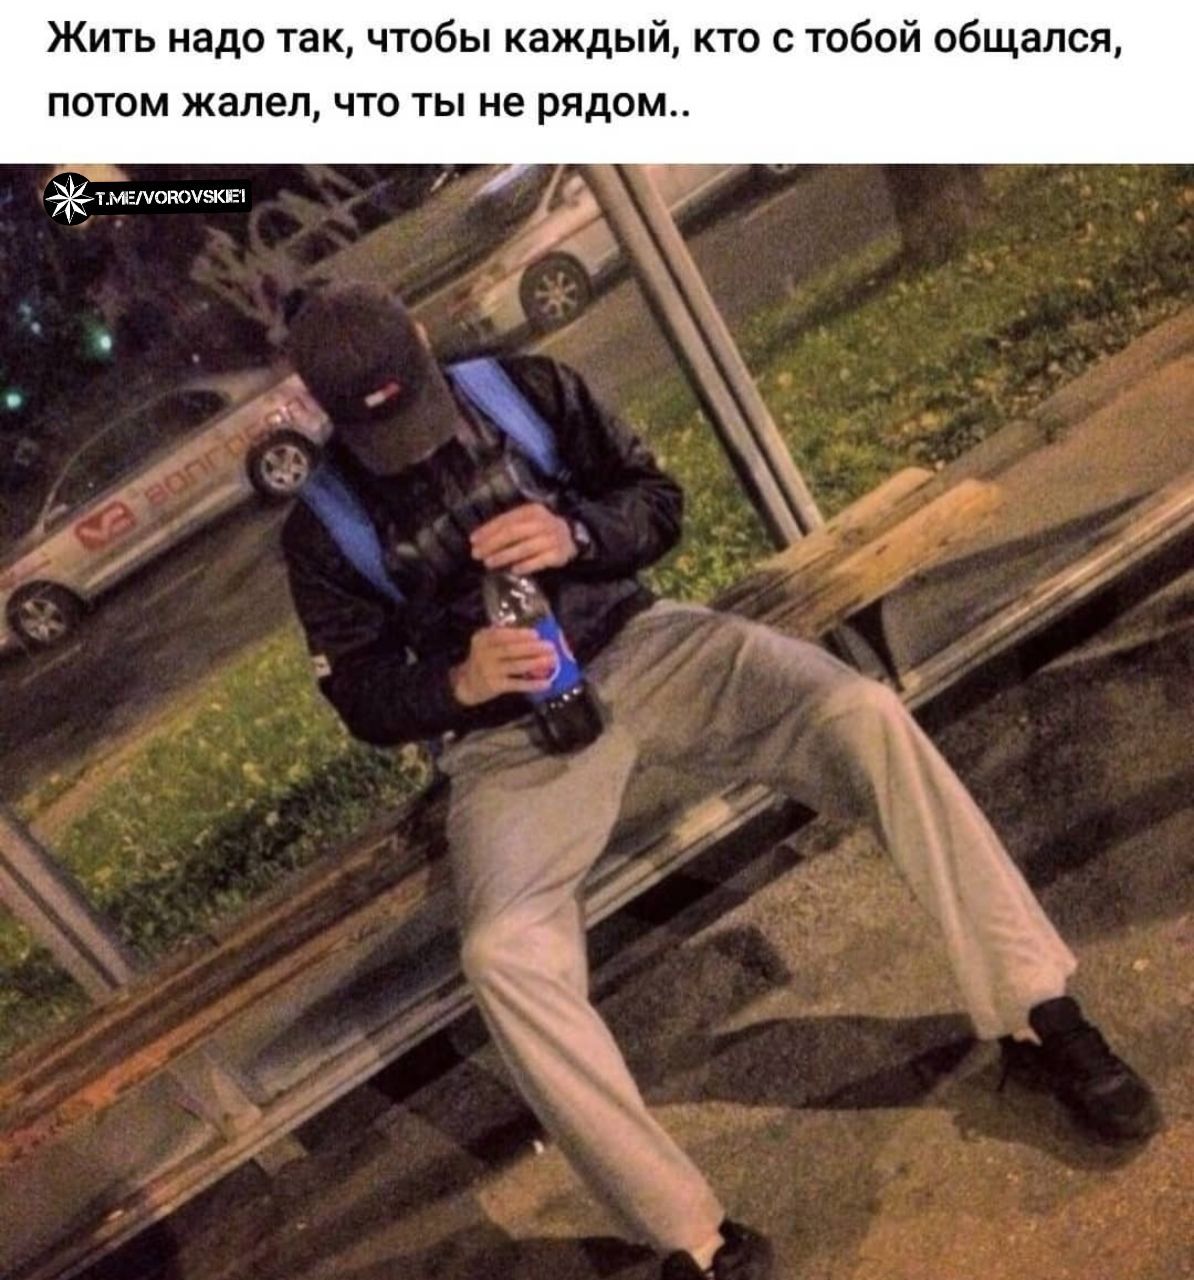 Жить надо так, чтобы каждый, кто с тобой общался,
потом жалел, что ты не рядом..
T.ME/VOROVSKIE1